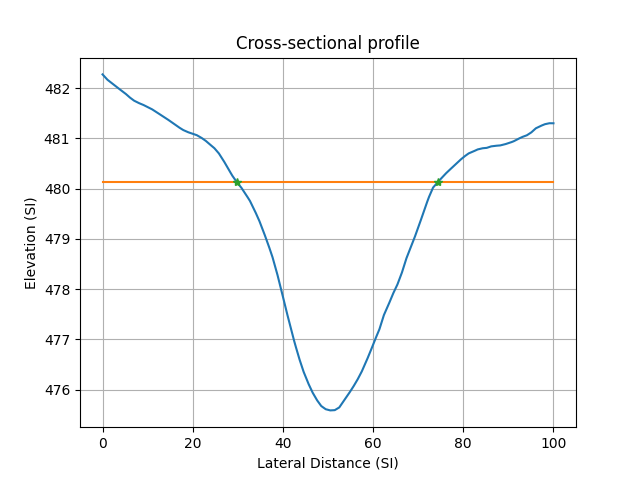 Cross-sectional profile
Elevation (SI)
482
481
480
479
478
477
476
0 20 40 60 80 100
Lateral Distance (SI)